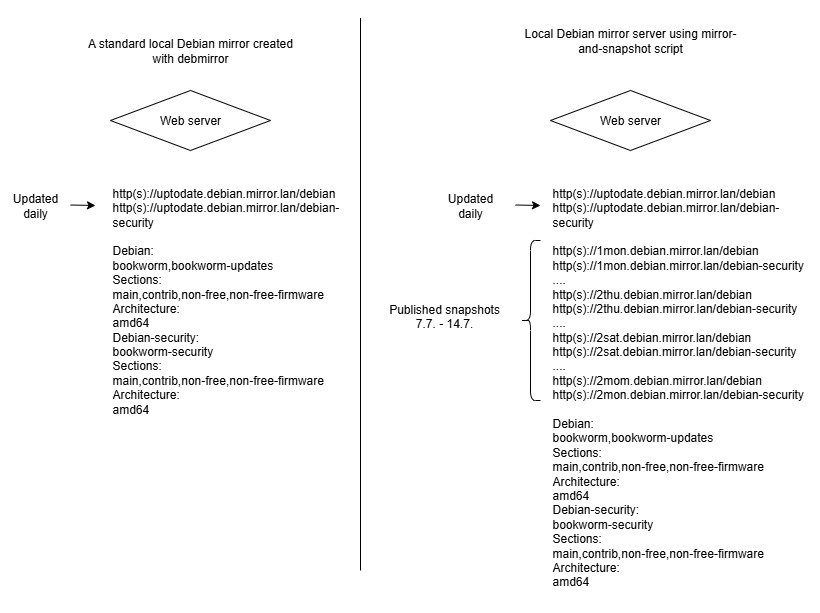 A standard local Debian mirror created
with debmirror
Web server
Updated
daily
http(s)://uptodate.debian.mirror.lan/debian
http(s)://uptodate.debian.mirror.lan/debian-
security
Debian:
bookworm,bookworm-updates
Sections:
main,contrib,non-free,non-free-firmware
Architecture:
amd64
Debian-security:
bookworm-security
Sections:
main,contrib,non-free,non-free-firmware
Architecture:
amd64
Local Debian mirror server using mirror-
and-snapshot script
Web server
Updated
daily
http(s)://uptodate.debian.mirror.lan/debian
http(s)://uptodate.debian.mirror.lan/debian-
security
Published snapshots
7.7. - 14.7.
http(s)://1mon.debian.mirror.lan/debian
http(s)://1mon.debian.mirror.lan/debian-security
....
http(s)://2thu.debian.mirror.lan/debian
http(s)://2thu.debian.mirror.lan/debian-security
....
http(s)://2sat.debian.mirror.lan/debian
http(s)://2sat.debian.mirror.lan/debian-security
....
http(s)://2mom.debian.mirror.lan/debian
http(s)://2mon.debian.mirror.lan/debian-security
Debian:
bookworm,bookworm-updates
Sections:
main,contrib,non-free,non-free-firmware
Architecture:
amd64
Debian-security:
bookworm-security
Sections:
main,contrib,non-free,non-free-firmware
Architecture:
amd64